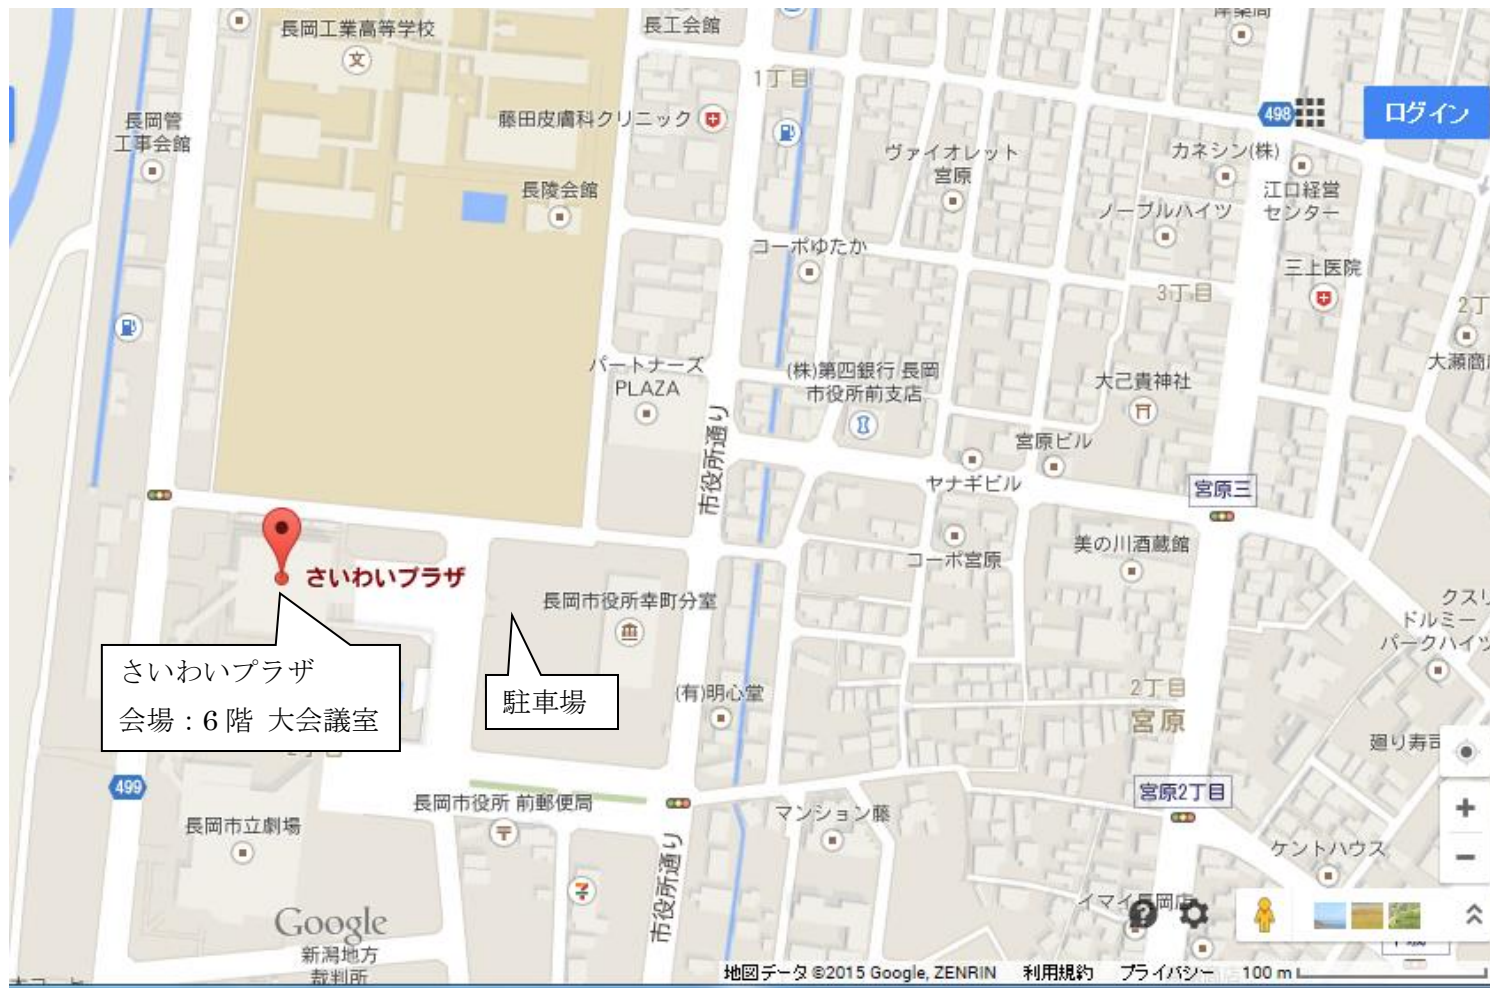 長岡工業高等学校
長工会館
1丁目
498
ログイン
長岡管
工事会館
藤田皮膚科クリニック
ヴァイオレット
宮原
カネシン(株)
江口経営
センター
長陵会館
ノーブルハイツ
コーポゆたか
三上医院
3丁目
2丁
大瀬商
パートナーズ
PLAZA
(株)第四銀行 長岡
市役所前支店
大己貴神社
市役所通り
宮原ビル
ヤナギビル
宮原三
美の川酒蔵館
コーポ宮原
さいわいプラザ
長岡市役所幸町分室
クスリ
ドルミー
パークハイツ
さいわいプラザ
会場：6階 大会議室
駐車場
(有)明心堂
2丁目
宮原
廻り寿司
499
長岡市役所 前郵便局
宮原2丁目
長岡市立劇場
マンション藤
ケントハウス
市役所通り
イマイ長岡店
Google
新潟地方
裁判所
地図データ ©2015 Google, ZENRIN
利用規約
プライバシー
100 m